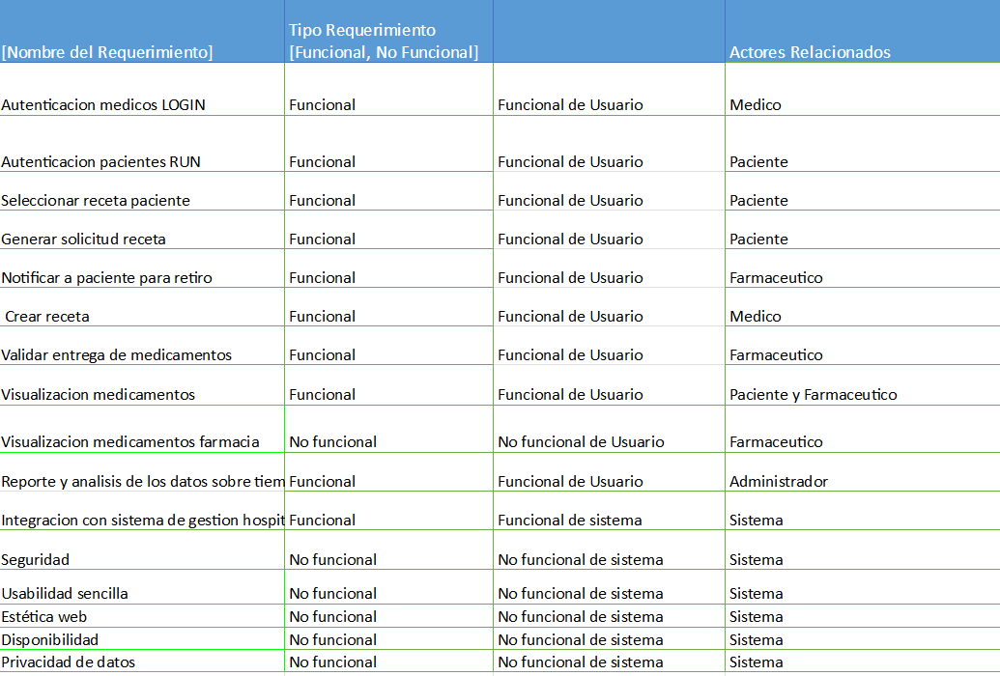 [Nombre del Requerimiento] Tipo Requerimiento [Funcional, No Funcional] Actores Relacionados
Autenticacion medicos LOGIN Funcional Funcional de Usuario Medico
Autenticacion pacientes RUN Funcional Funcional de Usuario Paciente
Seleccionar receta paciente Funcional Funcional de Usuario Paciente
Generar solicitud receta Funcional Funcional de Usuario Paciente
Notificar a paciente para retiro Funcional Funcional de Usuario Farmaceutico
Crear receta Funcional Funcional de Usuario Medico
Validar entrega de medicamentos Funcional Funcional de Usuario Farmaceutico
Visualizacion medicamentos Funcional Funcional de Usuario Paciente y Farmaceutico
Visualizacion medicamentos farmacia No funcional No funcional de Usuario Farmaceutico
Reporte y analisis de los datos sobre tiem Funcional Funcional de Usuario Administrador
Integracion con sistema de gestion hospit Funcional Funcional de sistema Sistema
Seguridad No funcional No funcional de sistema Sistema
Usabilidad sencilla No funcional No funcional de sistema Sistema
Estética web No funcional No funcional de sistema Sistema
Disponibilidad No funcional No funcional de sistema Sistema
Privacidad de datos No funcional No funcional de sistema Sistema